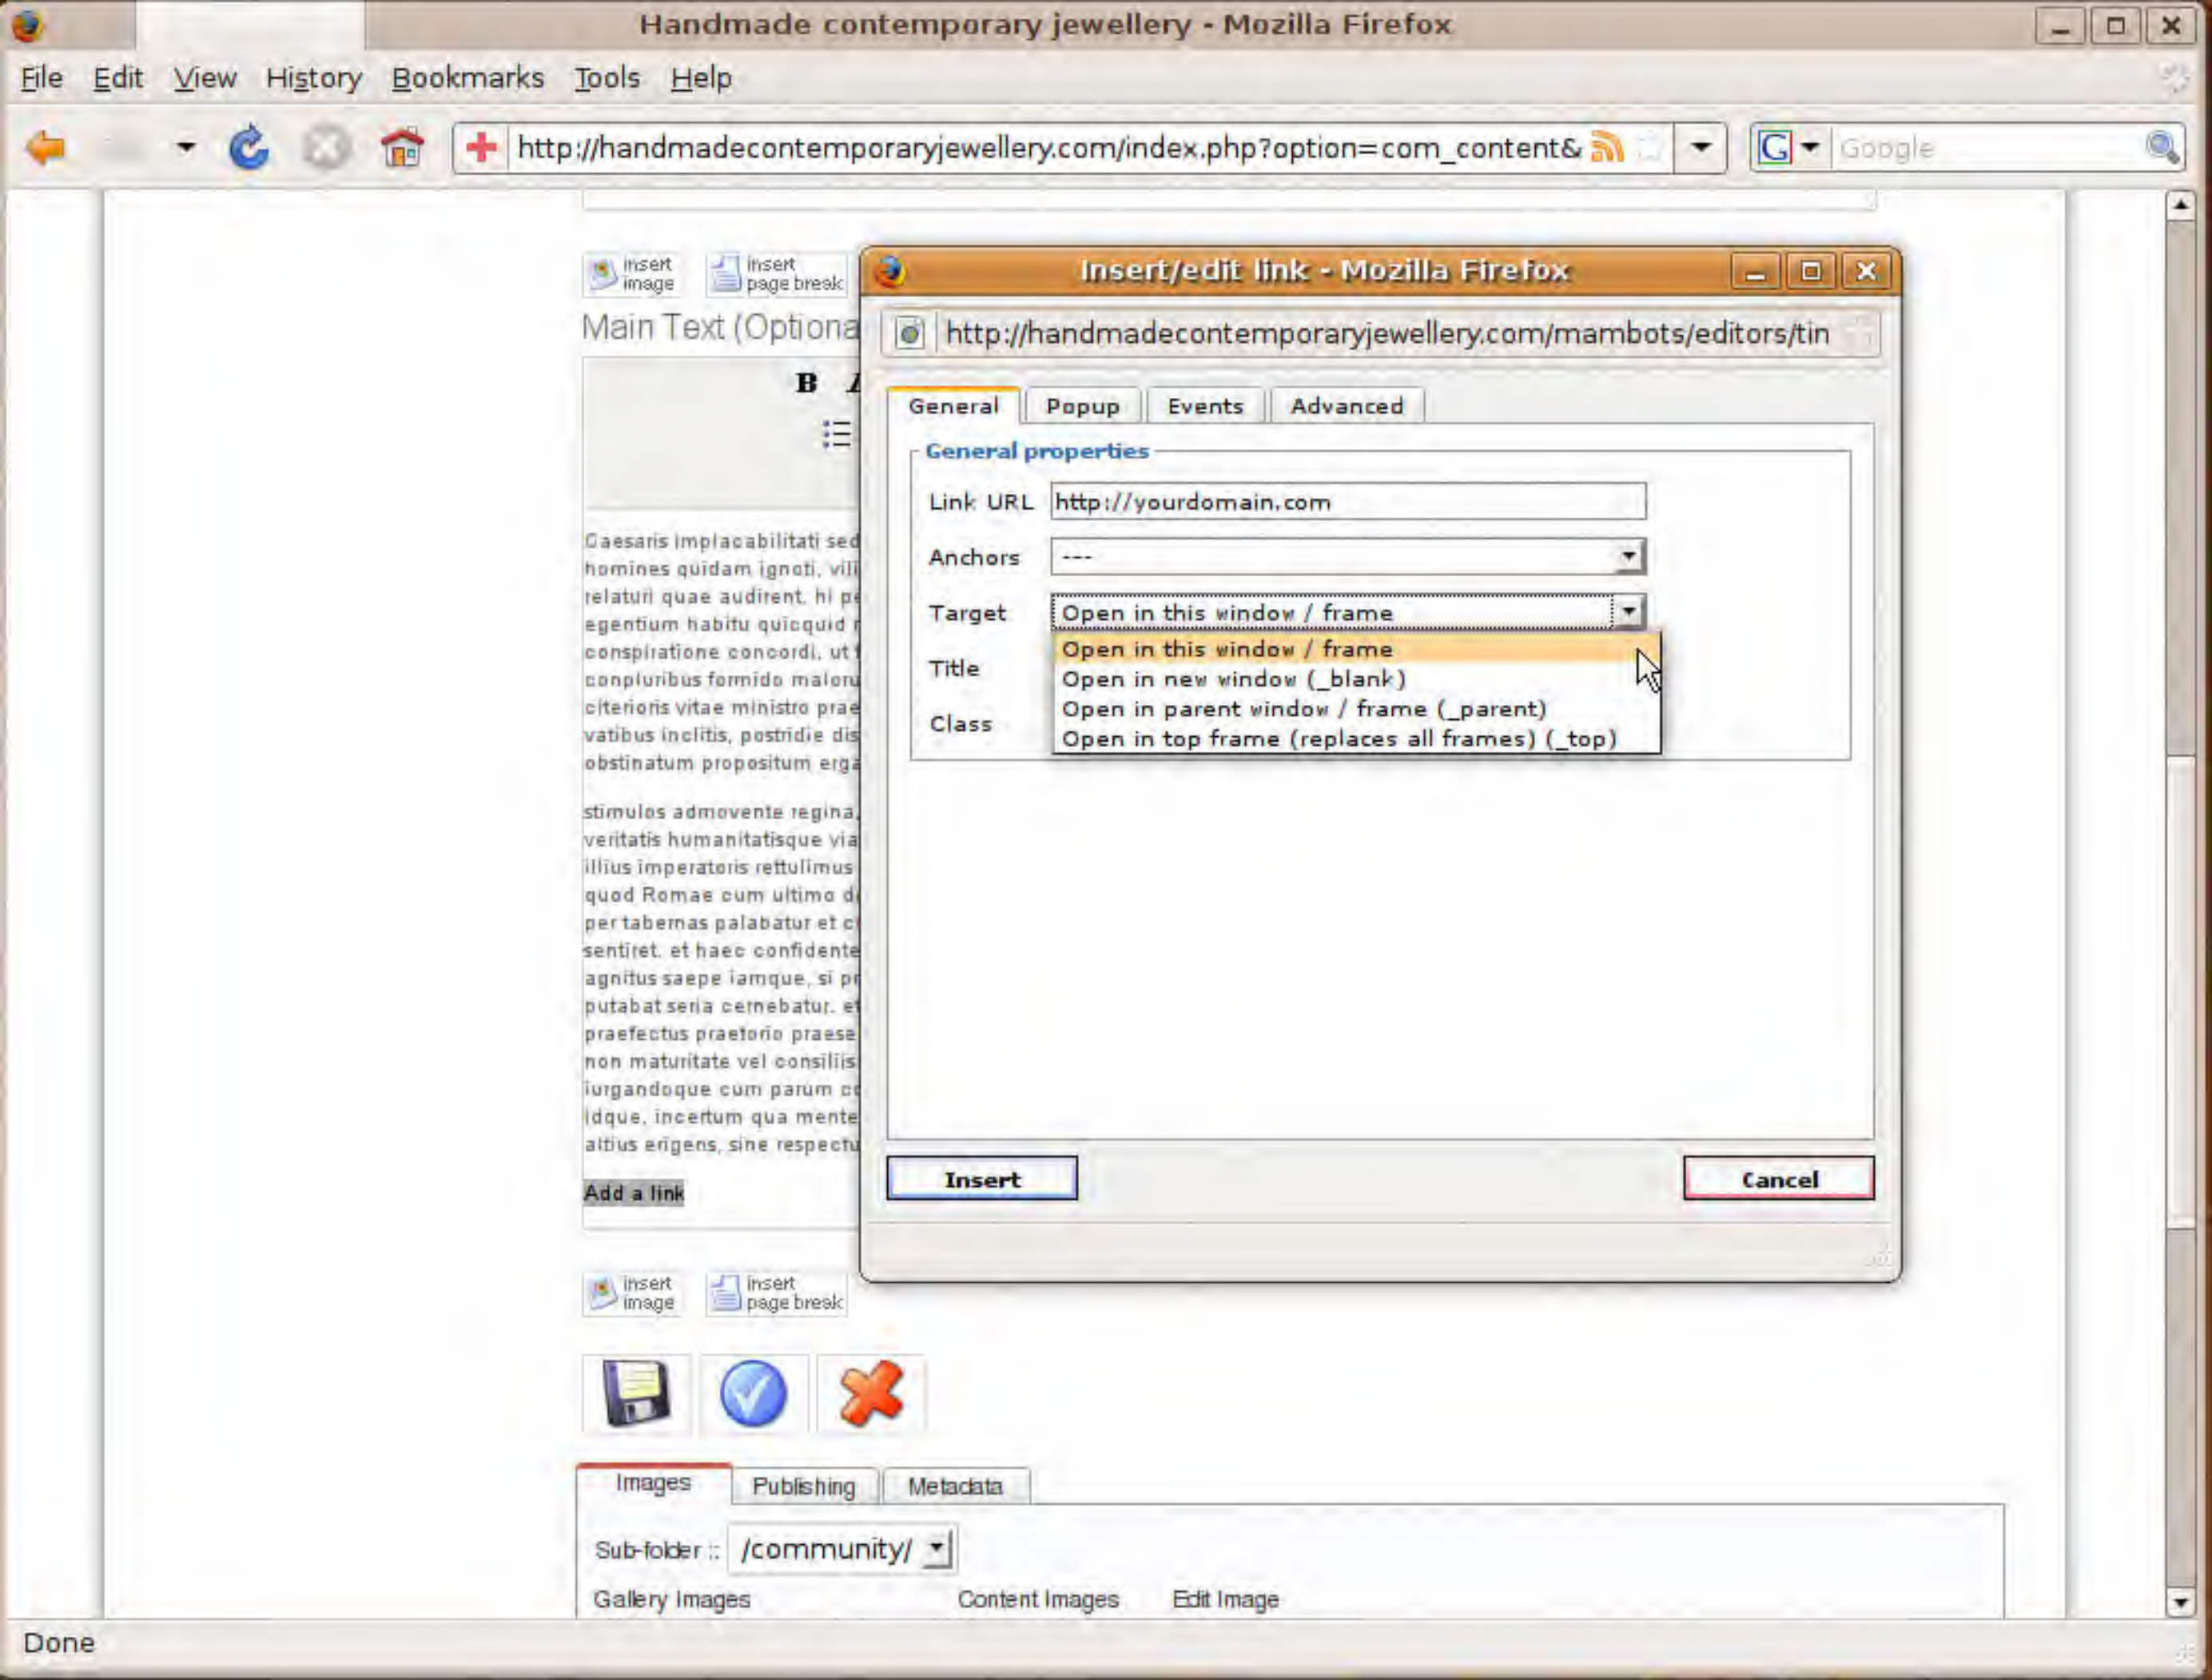 Handmade contemporary jewellery - Mozilla Firefox
File Edit View History Bookmarks Tools Help
http://handmadecontemporaryjewellery.com/index.php?option=com_content&
Google
insert image
insert page break
Main Text (Optiona
B
Insert/edit link - Mozilla Firefox
http://handmadecontemporaryjewellery.com/mambots/editors/tin
General Popup Events Advanced
General properties
Link URL http://yourdomain.com
Anchors ---
Target Open in this window / frame
Open in this window / frame
Open in new window (_blank)
Open in parent window / frame (_parent)
Open in top frame (replaces all frames) (_top)
Title
Class
Insert Cancel
Caesaris implacabilitati sed
homines quidam ignoti, vili
relaturi quae audirent. hi pe
egentium habitu quicquid
conspiratione concordi, ut
conpluribus formido maloru
citerioris vitae ministro prae
vatibus inclitis, postridie dis
obstinatum propositum erga
stimulos admovente regina,
veritatis humanitatisque via
illius imperatoris rettulimus
quod Romae cum ultimo
per tabernas palabatur et
sentiret. et haec confidente
agnitus saepe iamque, si
putabat seria cernebatur. et
praefectus praetorio praese
non maturitate vel consiliis
iurgandoque cum parum
idque, incertum qua mente
altius erigens, sine respectu
Add a link
insert image
insert page break
Images Publishing Metadata
Sub-folder :: /community/
Gallery Images Content Images Edit Image
Done